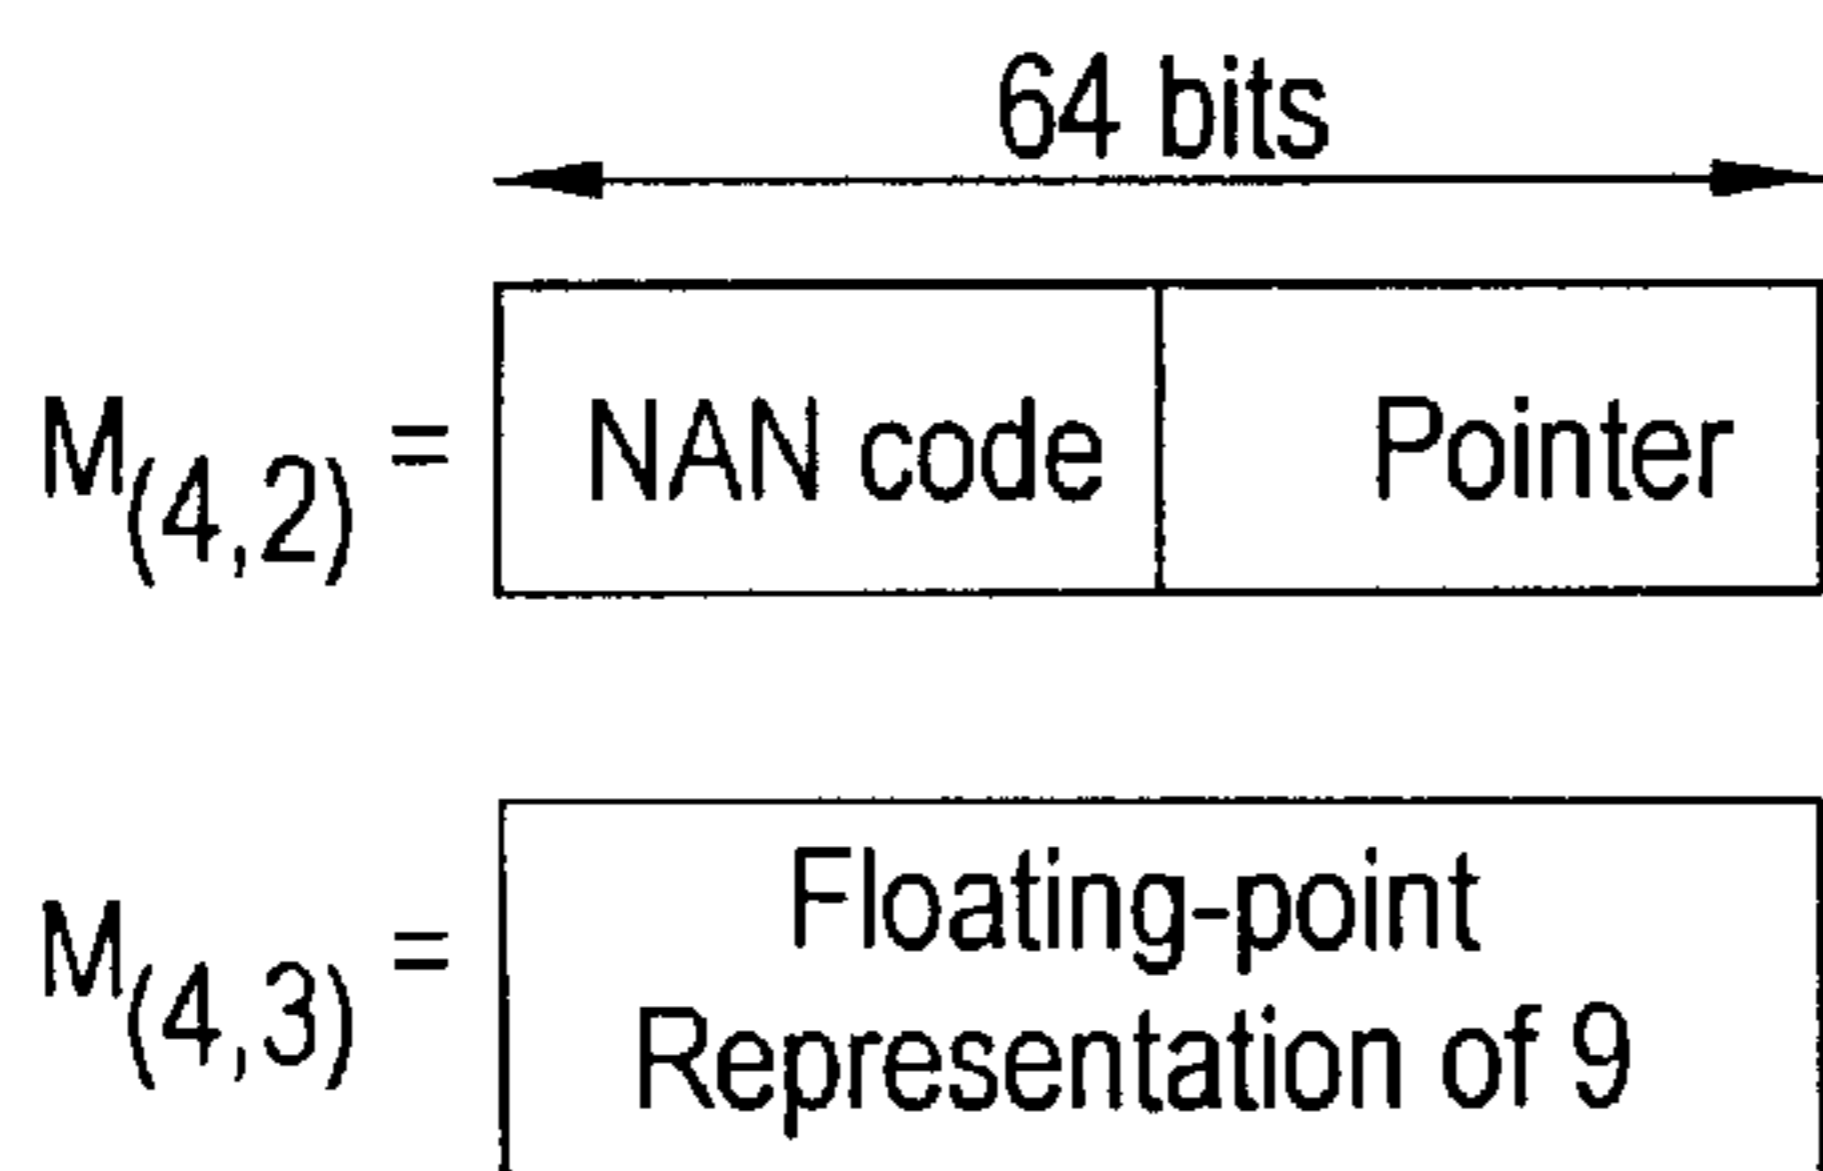 64 bits
M(4,2) = NAN code Pointer
M(4,3) = Floating-point
Representation of 9